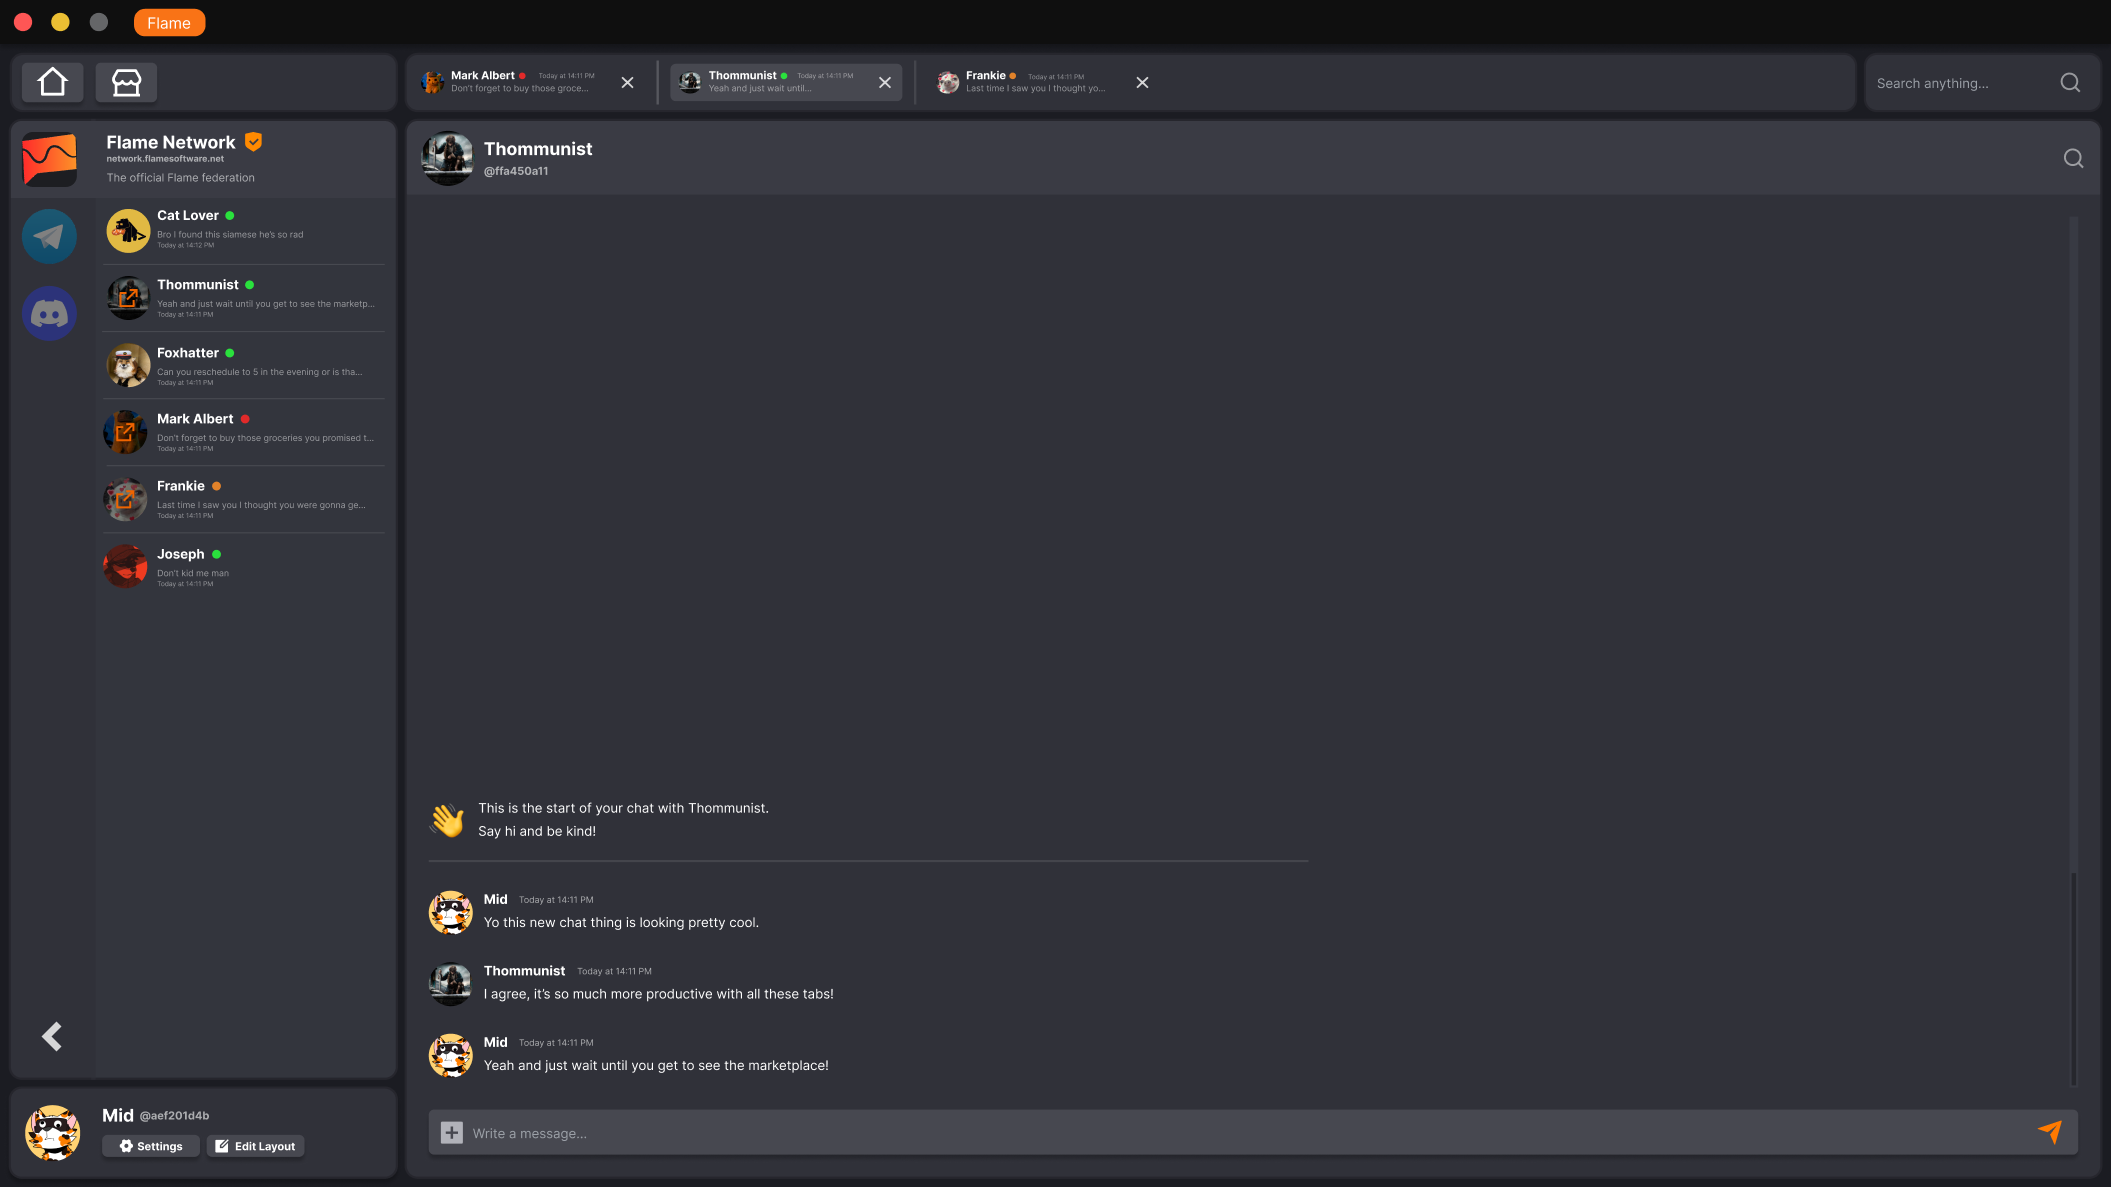 Flame
Mark Albert Today at 14:11 PM
Don't forget to buy those groce...
Thommunist Today at 14:11 PM
Yeah and just wait until...
Frankie Today at 14:11 PM
Last time I saw you I thought yo...
Search anything...
Flame Network
network.flamesoftware.net
The official Flame federation
Cat Lover
Bro I found this siamese he's so rad
Today at 14:12 PM
Thommunist
Yeah and just wait until you get to see the marketp...
Today at 14:11 PM
Foxhatter
Can you reschedule to 5 in the evening or is tha...
Today at 14:11 PM
Mark Albert
Don't forget to buy those groceries you promised t...
Today at 14:11 PM
Frankie
Last time I saw you I thought you were gonna ge...
Today at 14:11 PM
Joseph
Don't kid me man
Today at 14:11 PM
Mid @aef201d4b
Settings
Edit Layout
Thommunist
@ffa450a11
This is the start of your chat with Thommunist.
Say hi and be kind!
Mid Today at 14:11 PM
Yo this new chat thing is looking pretty cool.
Thommunist Today at 14:11 PM
I agree, it's so much more productive with all these tabs!
Mid Today at 14:11 PM
Yeah and just wait until you get to see the marketplace!
Write a message...